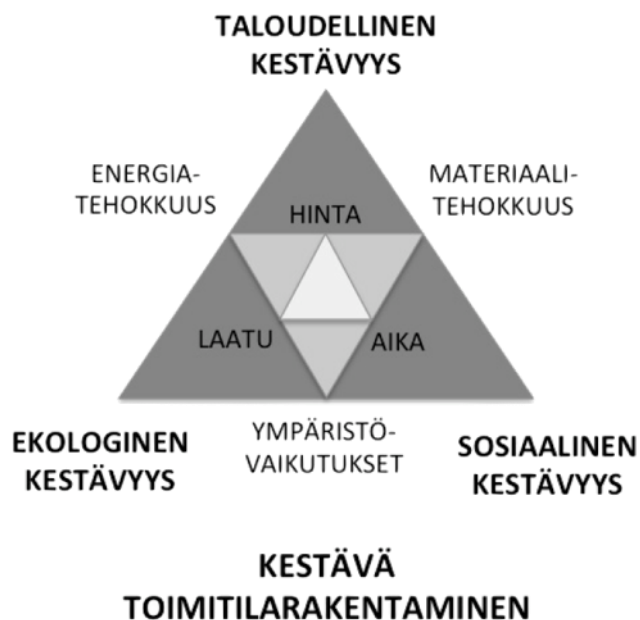 TALOUDELLINEN
KESTÄVYYS
ENERGIA-
TEHOKKUUS
MATERIAALI-
TEHOKKUUS
HINTA
LAATU
AIKA
EKOLOGINEN
KESTÄVYYS
YMPÄRISTÖ-
VAIKUTUKSET
SOSIAALINEN
KESTÄVYYS
KESTÄVÄ
TOIMITILARAKENTAMINEN